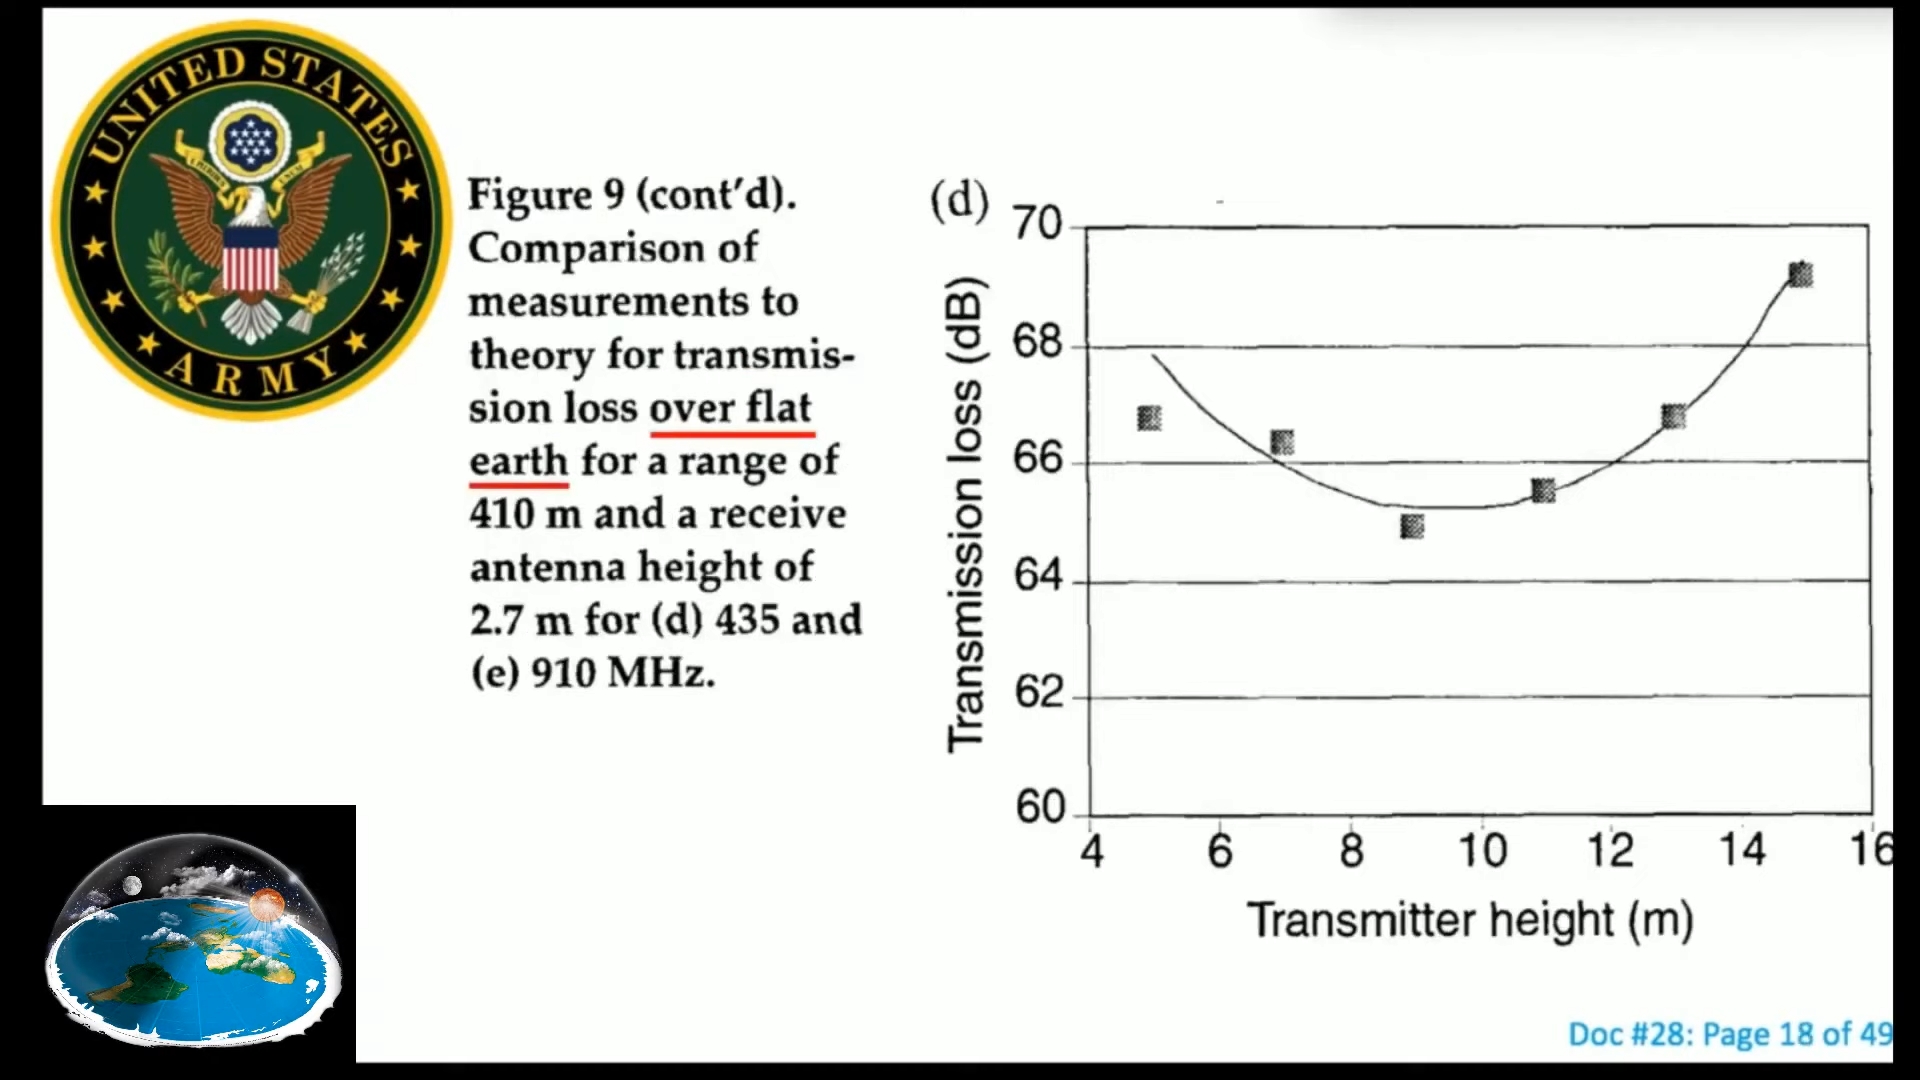 UNITED STATES
ARMY
Figure 9 (cont'd).
Comparison of
measurements to
theory for transmis-
sion loss over flat
earth for a range of
410 m and a receive
antenna height of
2.7 m for (d) 435 and
(e) 910 MHz.
(d)
Transmission loss (dB)
70
68
66
64
62
60
4 6 8 10 12 14 16
Transmitter height (m)
Doc #28: Page 18 of 49